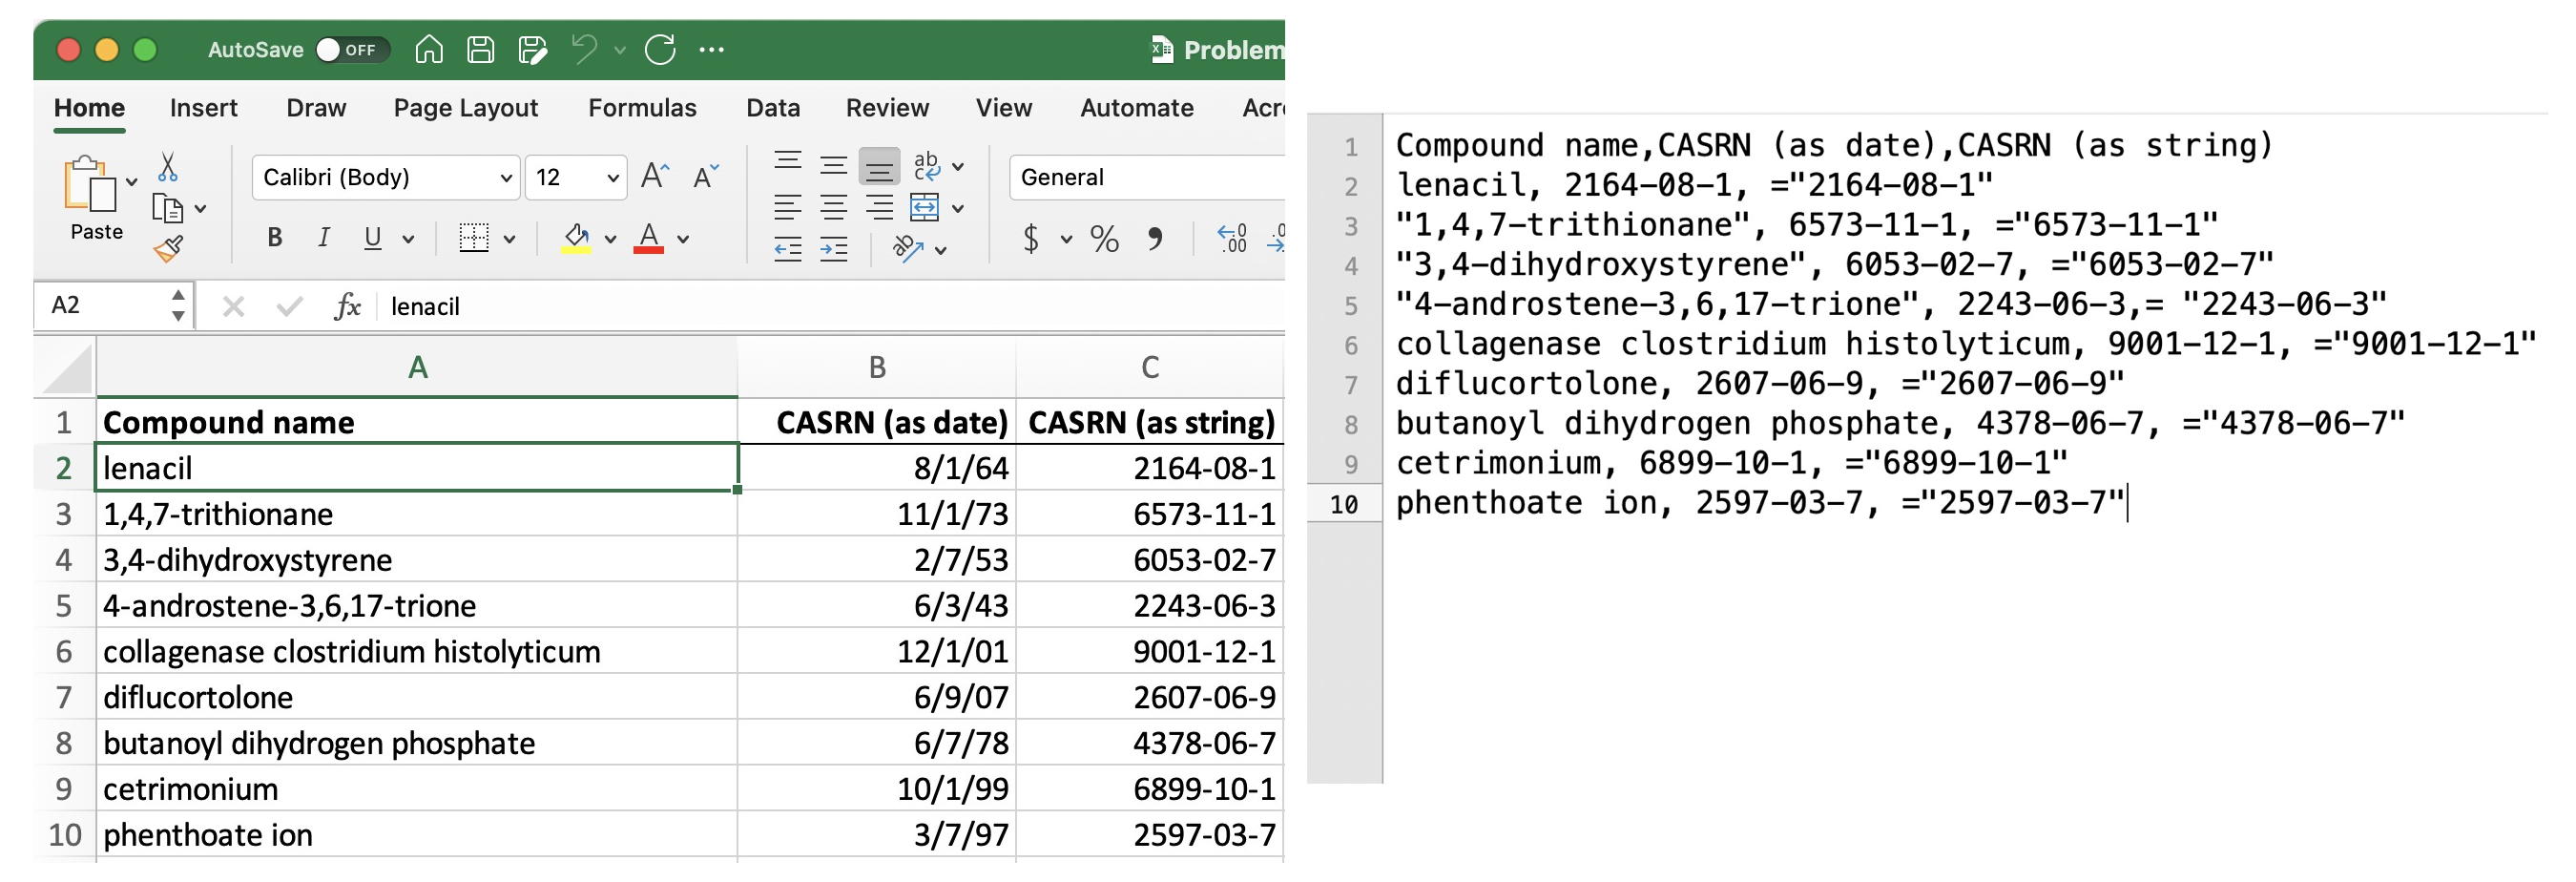 AutoSave OFF Problem
Home Insert Draw Page Layout Formulas Data Review View Automate Acr
Paste Calibri (Body) 12 A^ A˅ ab General
B I U A ab $ % , ←0 .00 .0
A2 fx lenacil
A B C
1 Compound name CASRN (as date) CASRN (as string)
2 lenacil 8/1/64 2164-08-1
3 1,4,7-trithionane 11/1/73 6573-11-1
4 3,4-dihydroxystyrene 2/7/53 6053-02-7
5 4-androstene-3,6,17-trione 6/3/43 2243-06-3
6 collagenase clostridium histolyticum 12/1/01 9001-12-1
7 diflucortolone 6/9/07 2607-06-9
8 butanoyl dihydrogen phosphate 6/7/78 4378-06-7
9 cetrimonium 10/1/99 6899-10-1
10 phenthoate ion 3/7/97 2597-03-7
1 Compound name,CASRN (as date),CASRN (as string)
2 lenacil, 2164-08-1, ="2164-08-1"
3 "1,4,7-trithionane", 6573-11-1, ="6573-11-1"
4 "3,4-dihydroxystyrene", 6053-02-7, ="6053-02-7"
5 "4-androstene-3,6,17-trione", 2243-06-3,= "2243-06-3"
6 collagenase clostridium histolyticum, 9001-12-1, ="9001-12-1"
7 diflucortolone, 2607-06-9, ="2607-06-9"
8 butanoyl dihydrogen phosphate, 4378-06-7, ="4378-06-7"
9 cetrimonium, 6899-10-1, ="6899-10-1"
10 phenthoate ion, 2597-03-7, ="2597-03-7"